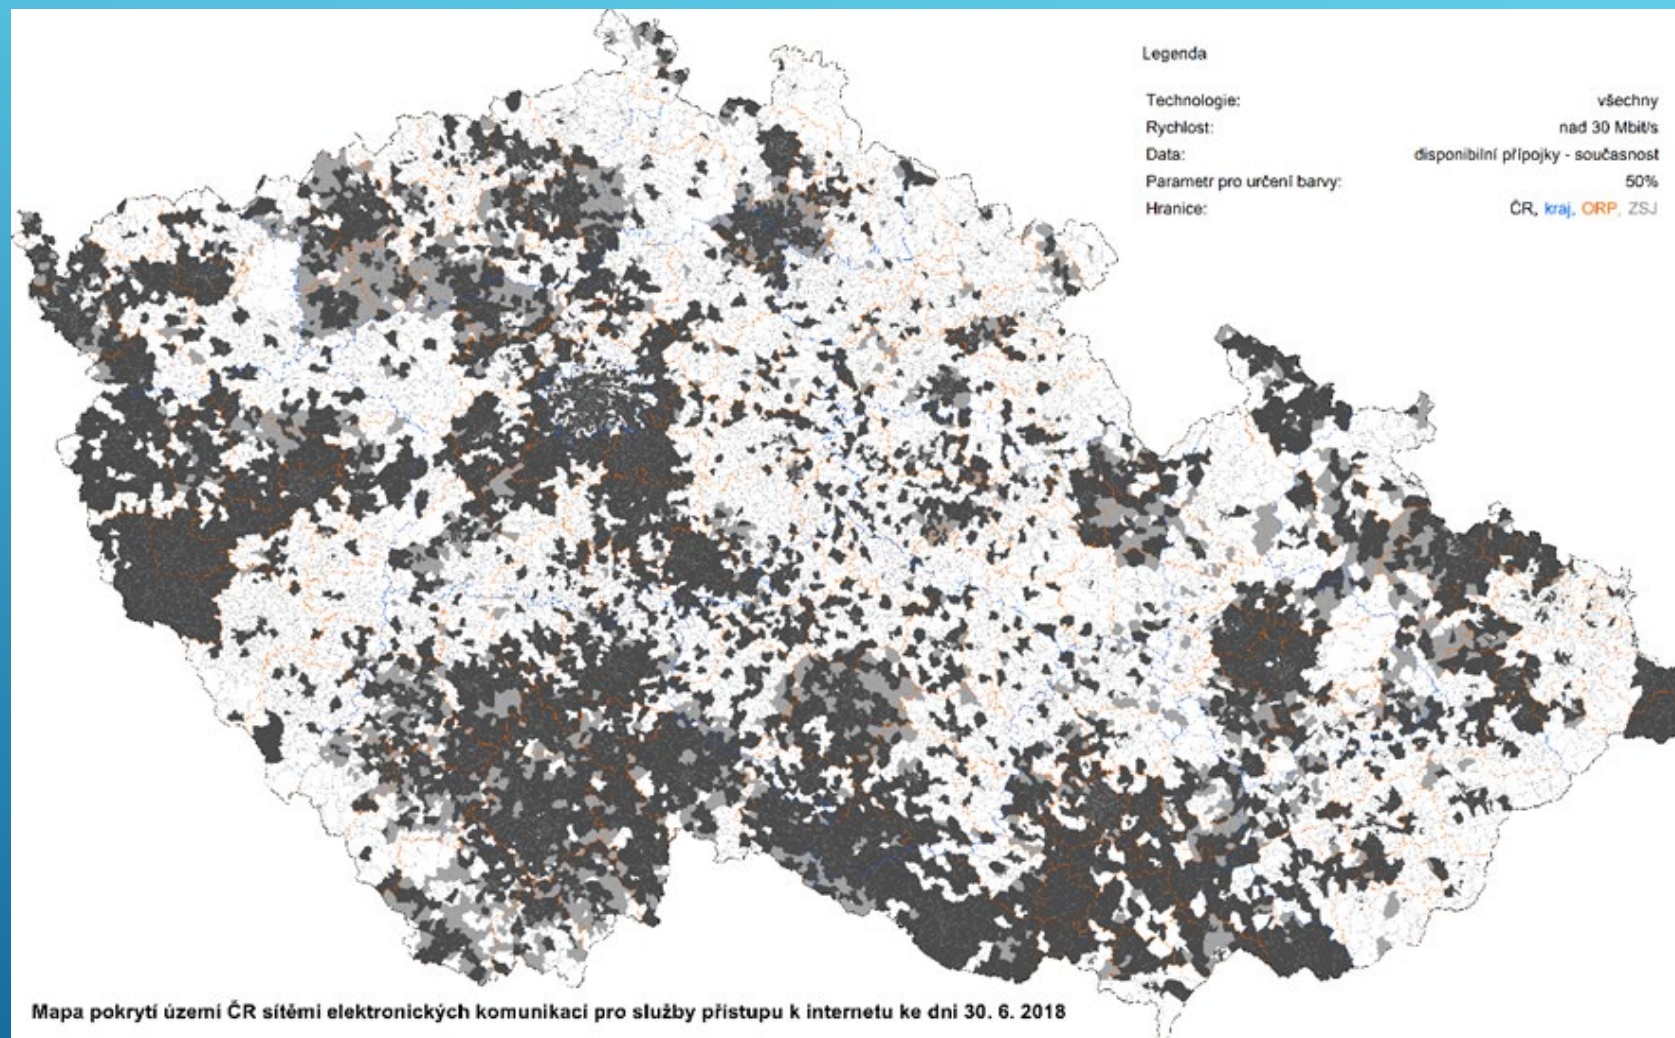 Legenda
Technologie: všechny
Rychlost: nad 30 Mbit/s
Data: disponibilní přípojky - současnost
Parametr pro určení barvy: 50%
Hranice: ČR, kraj, ORP, ZSJ
Mapa pokrytí území ČR sítěmi elektronických komunikací pro služby přístupu k internetu ke dni 30. 6. 2018